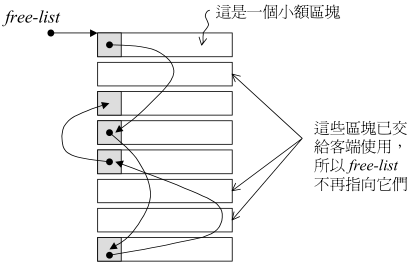 free-list
這是一個小額區塊
這些區塊已交
給客端使用，
所以 free-list
不再指向它們